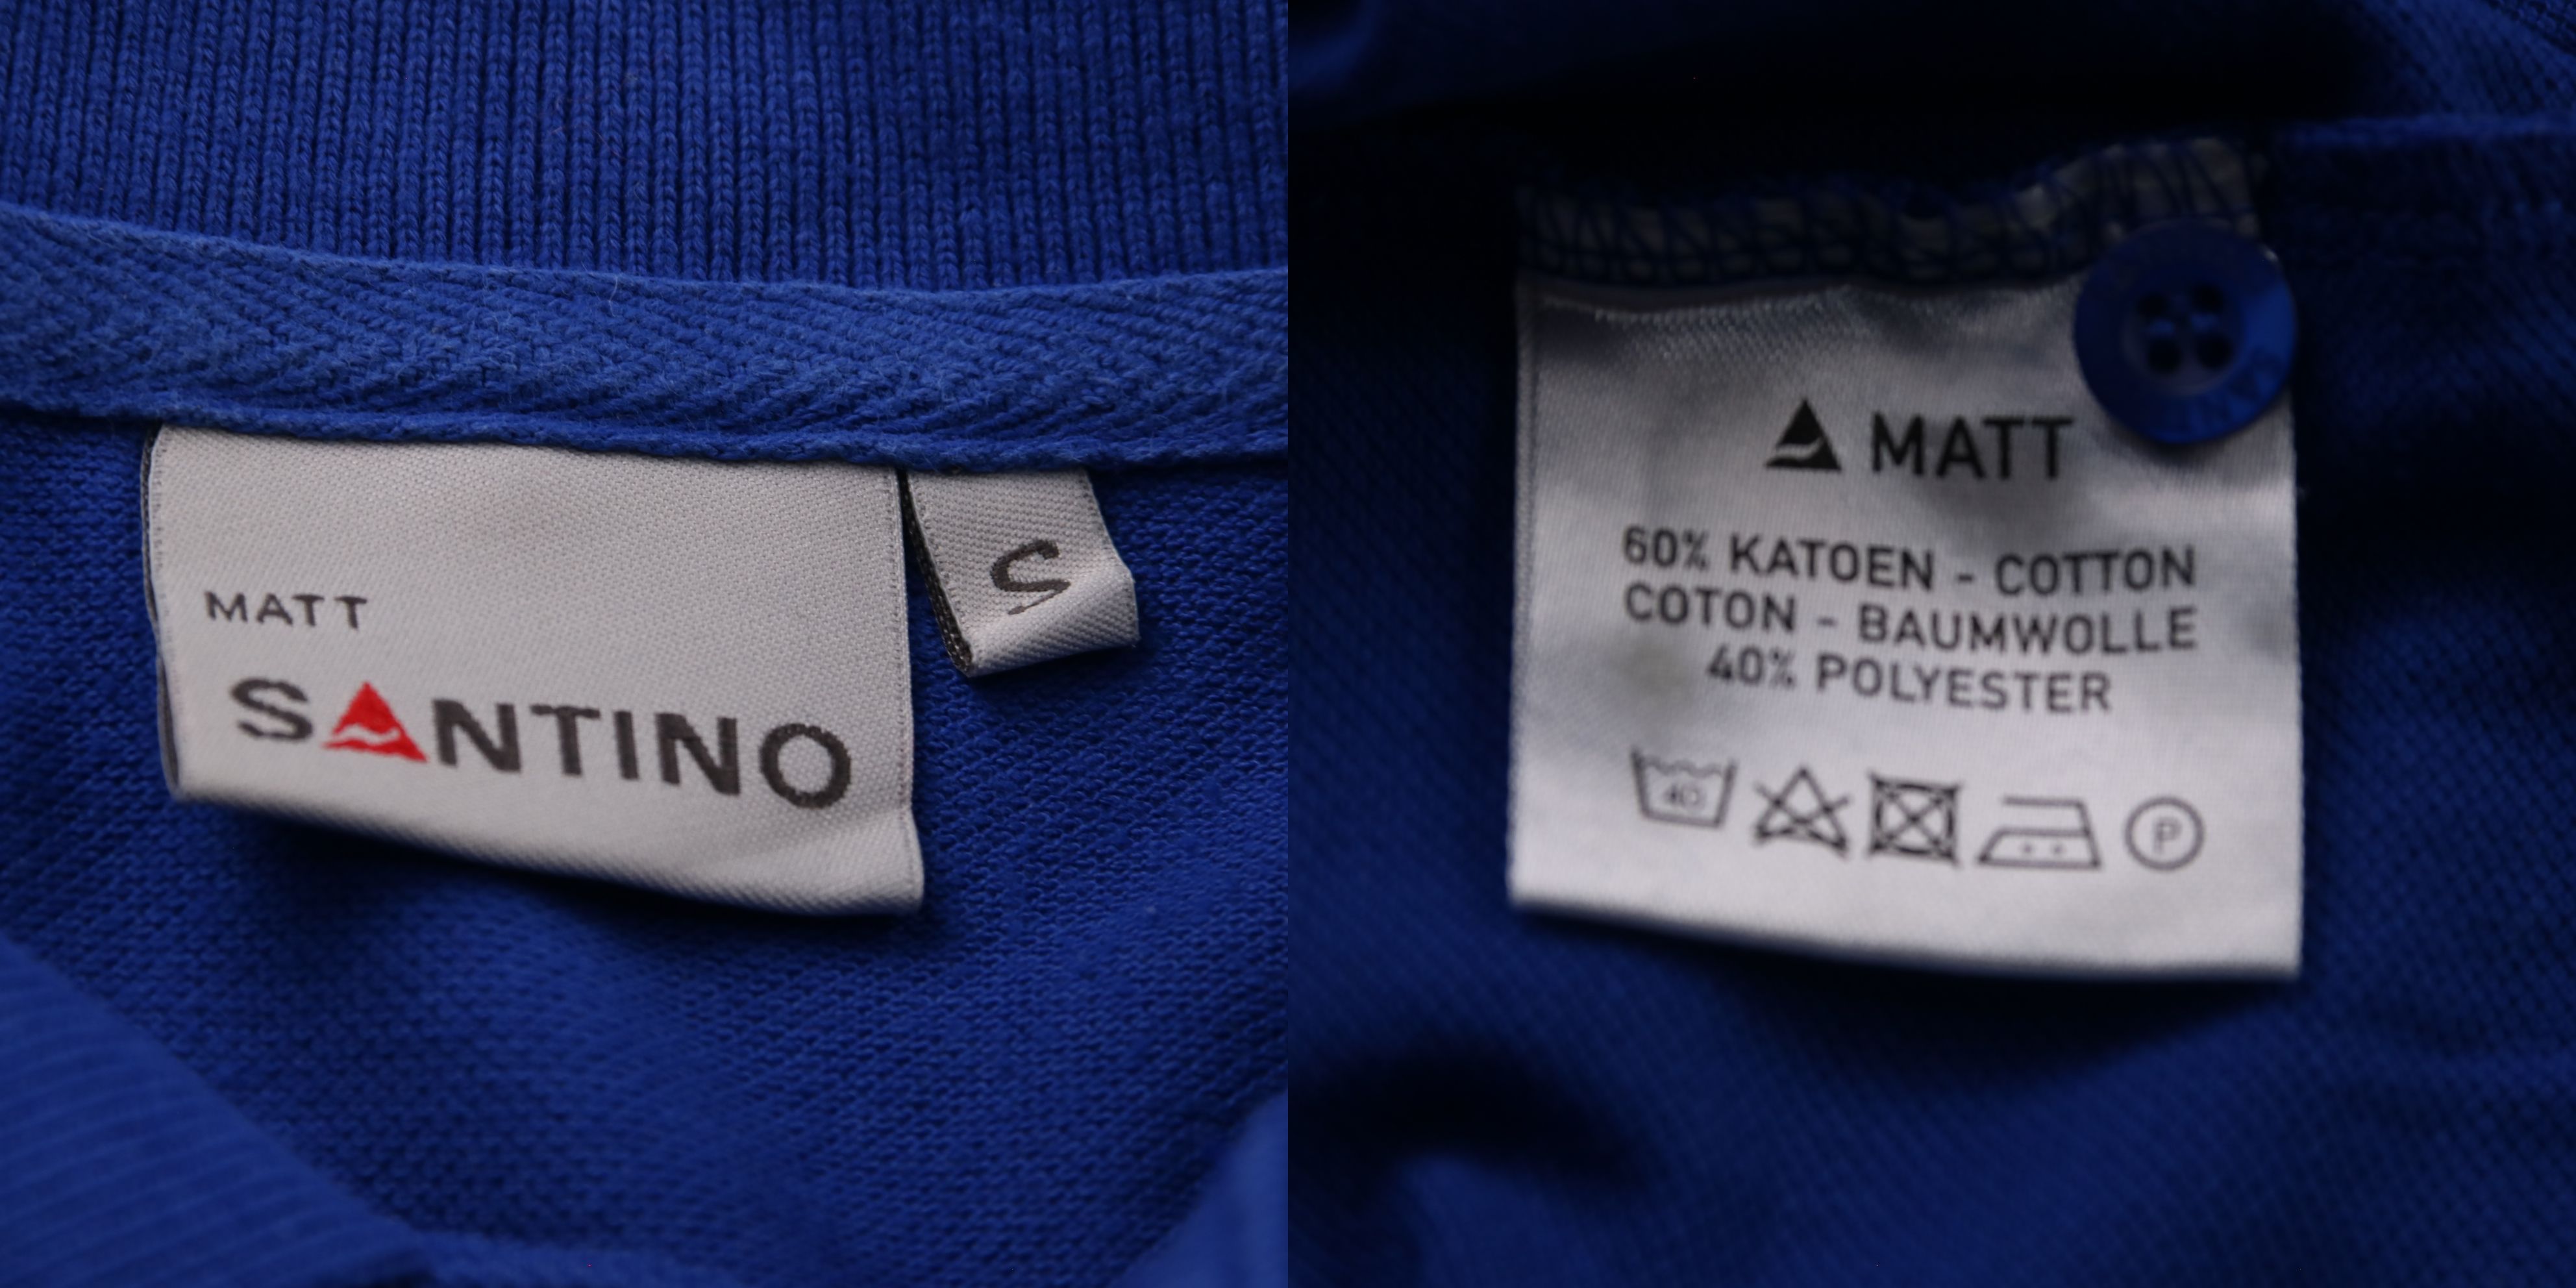 MATT
SANTINO
S
MATT
60% KATOEN - COTTON
COTON - BAUMWOLLE
40% POLYESTER
40
P